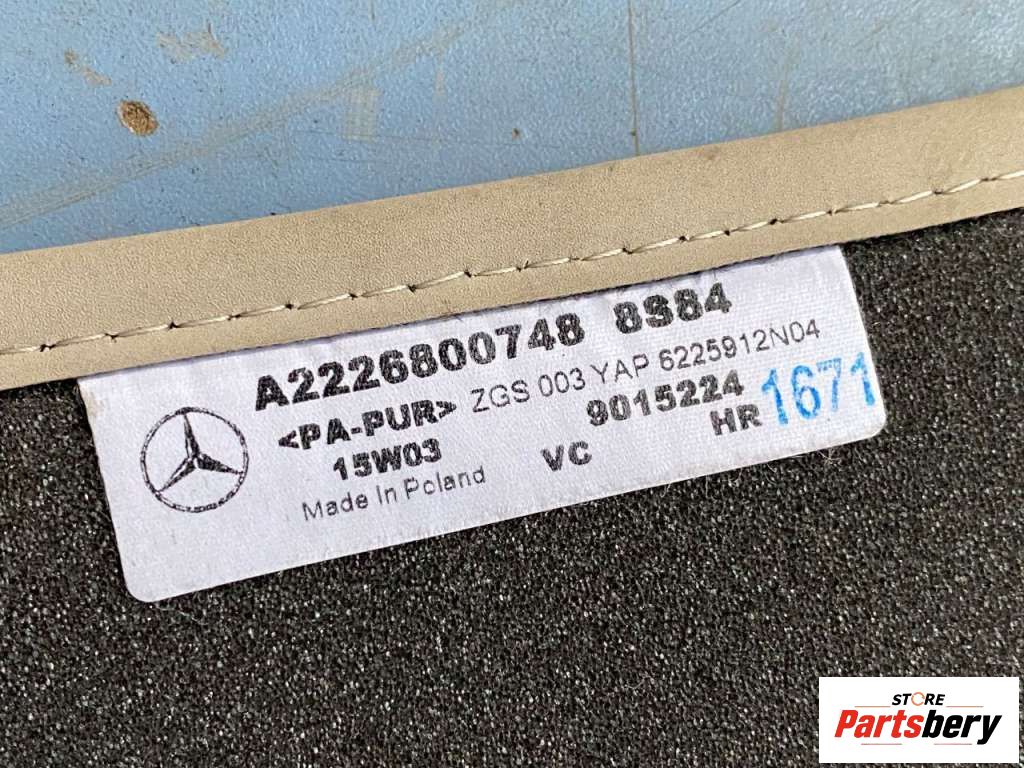 A2226800748 8S84
<PA-PUR> ZGS 003 YAP 6225912N04
15W03 VC 9015224
Made In Poland HR 1671
STORE
Partsbery